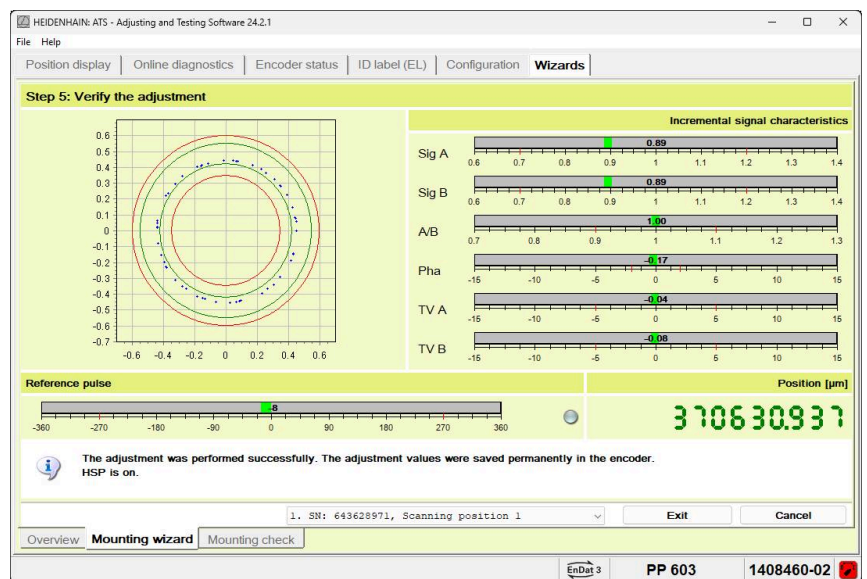 HEIDENHAIN: ATS - Adjusting and Testing Software 24.2.1
File Help
Position display Online diagnostics Encoder status ID label (EL) Configuration Wizards
Step 5: Verify the adjustment
Incremental signal characteristics
0.6
0.5
0.4
0.3
0.2
0.1
0
-0.1
-0.2
-0.3
-0.4
-0.5
-0.6
-0.7
-0.6 -0.4 -0.2 0 0.2 0.4 0.6
Sig A 0.89
0.6 0.7 0.8 0.9 1 1.1 1.2 1.3 1.4
Sig B 0.89
0.6 0.7 0.8 0.9 1 1.1 1.2 1.3 1.4
A/B 1.00
0.7 0.8 0.9 1 1.1 1.2 1.3
Pha -0.17
-15 -10 -5 0 5 10 15
TV A -0.04
-15 -10 -5 0 5 10 15
TV B -0.08
-15 -10 -5 0 5 10 15
Reference pulse
-8
-360 -270 -180 -90 0 90 180 270 360
Position [µm]
370630.937
The adjustment was performed successfully. The adjustment values were saved permanently in the encoder.
HSP is on.
1. SN: 643628971, Scanning position 1
Exit
Cancel
Overview Mounting wizard Mounting check
EnDat 3 PP 603 1408460-02